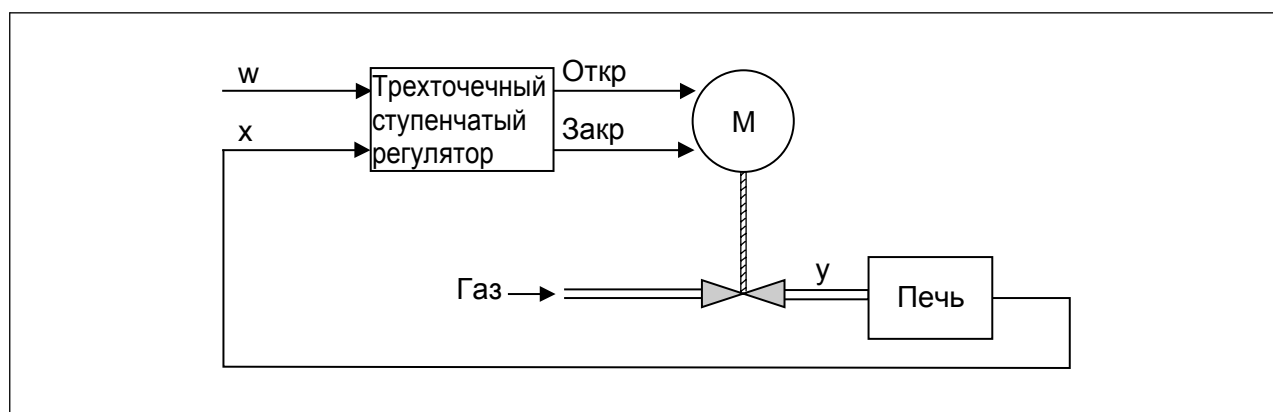 w
x
Трехточечный
ступенчатый
регулятор
Откр
Закр
М
Газ
y
Печь